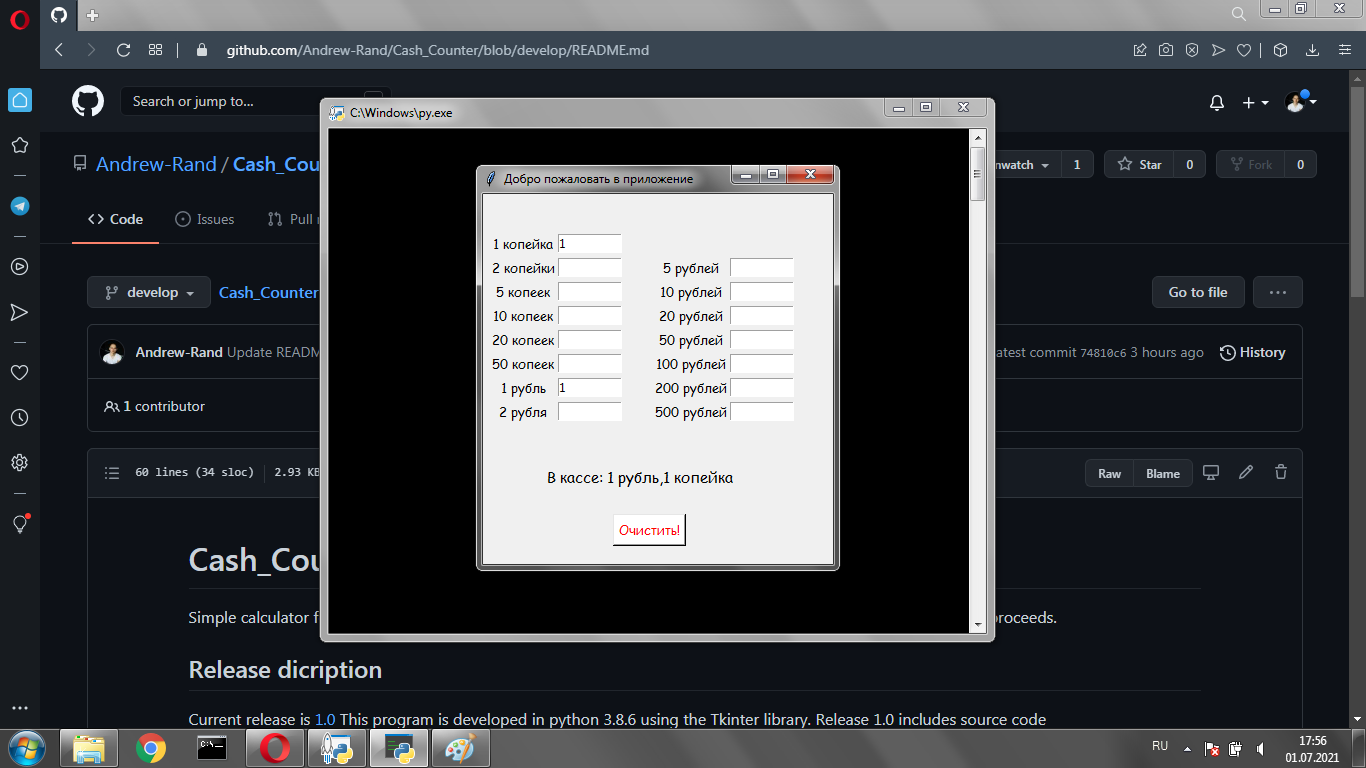 github.com/Andrew-Rand/Cash_Counter/blob/develop/README.md
Search or jump to...
C:\Windows\py.exe
Andrew-Rand / Cash_Cou
nwatch 1
Star 0
Fork 0
Code
Issues
Pull
Добро пожаловать в приложение
1 копейка 1
2 копейки
5 копеек
10 копеек
20 копеек
50 копеек
1 рубль 1
2 рубля
5 рублей
10 рублей
20 рублей
50 рублей
100 рублей
200 рублей
500 рублей
В кассе: 1 рубль,1 копейка
Очистить!
develop
Cash_Counter
Go to file
Andrew-Rand Update READM
atest commit 74810c6 3 hours ago
History
1 contributor
60 lines (34 sloc) 2.93 KB
Raw
Blame
Cash_Cou
Simple calculator f
roceeds.
Release dicription
Current release is 1.0 This program is developed in python 3.8.6 using the Tkinter library. Release 1.0 includes source code
RU
17:56
01.07.2021